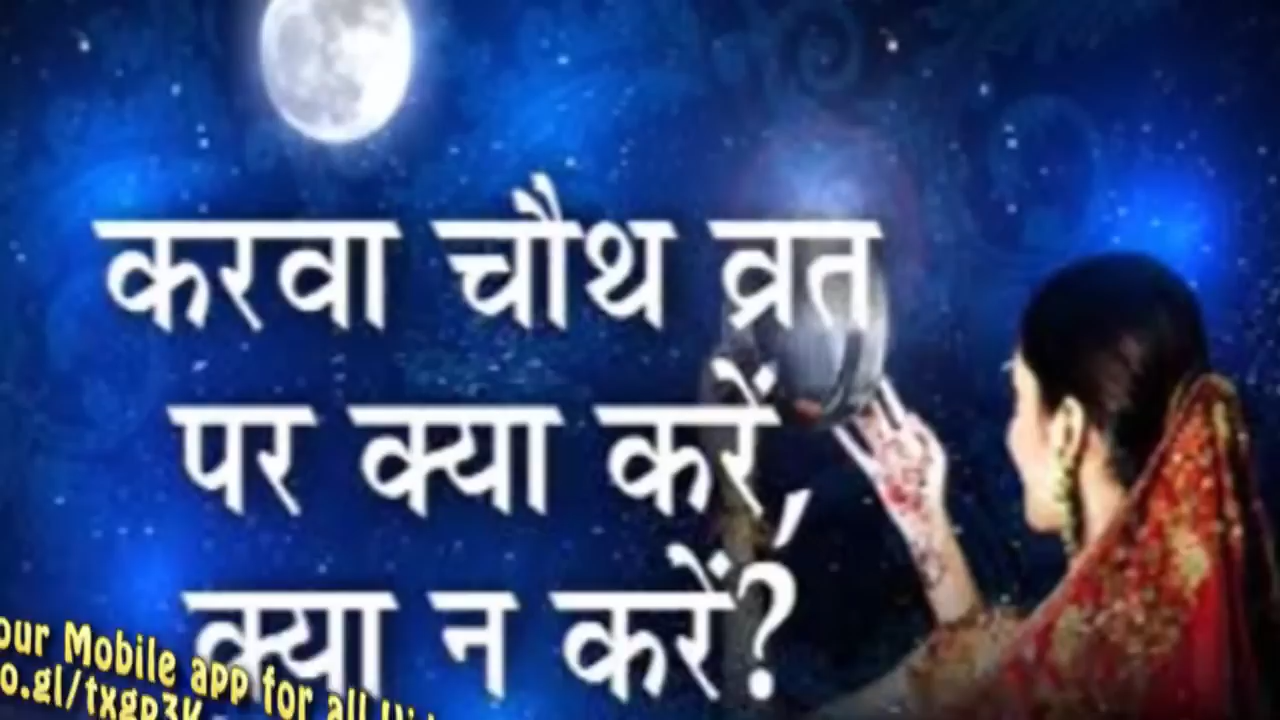 करवा चौथ व्रत
पर क्या करें,
क्या न करें?
our Mobile app for all
o.gl/txgp3k